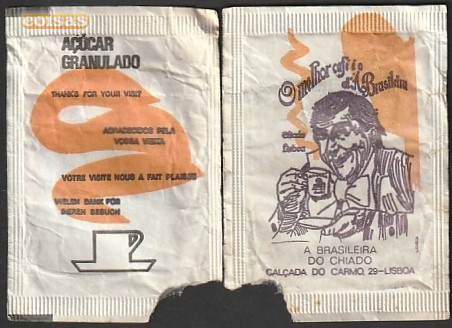 coisas
AÇÚCAR
GRANULADO
THANKS FOR YOUR VISIT
AGRADECIDOS PELA
VOSSA VISITA
VOTRE VISITE NOUS A FAIT PLAISIR
VIELEN DANK FÜR
IHEREN BESUCH
O melhor café é o
d'A Brasileira
Chiado
Lisboa
A BRASILEIRA
DO CHIADO
CALÇADA DO CARMO, 29-LISBOA